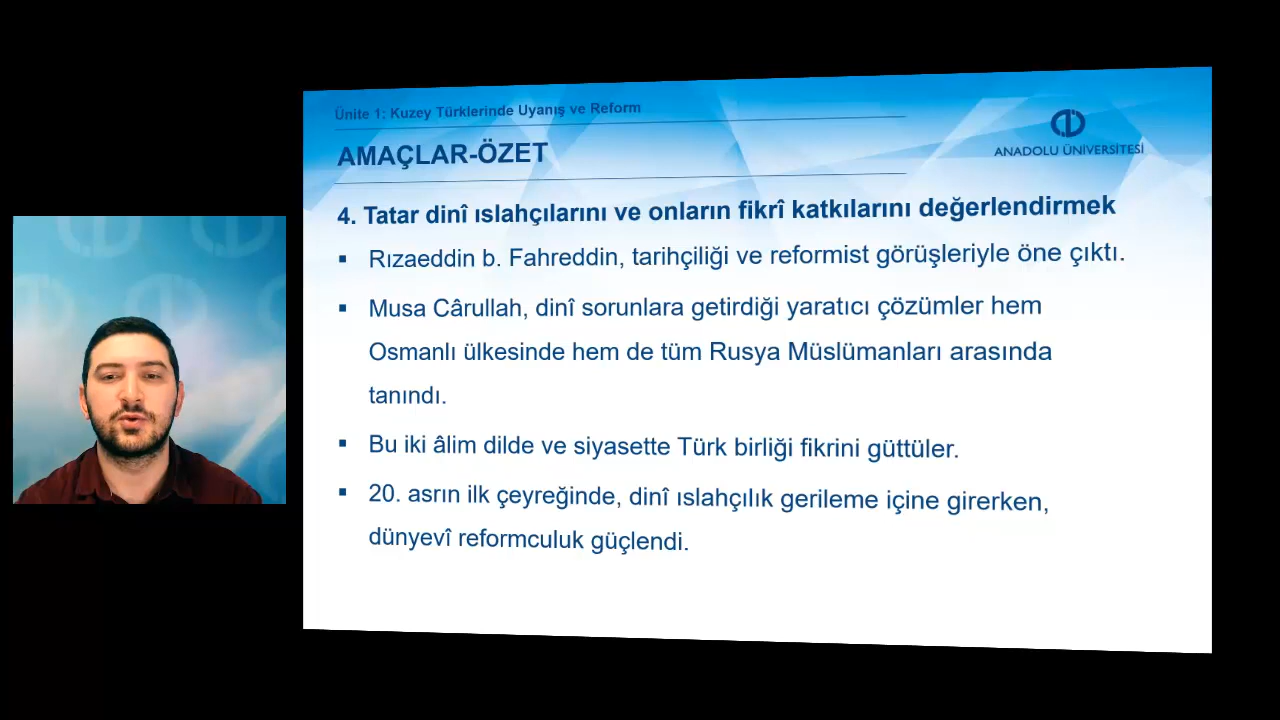 Ünite 1: Kuzey Türklerinde Uyanış ve Reform
AMAÇLAR-ÖZET
ANADOLU ÜNİVERSİTESİ
4. Tatar dinî ıslahçılarını ve onların fikrî katkılarını değerlendirmek
▪ Rızaeddin b. Fahreddin, tarihçiliği ve reformist görüşleriyle öne çıktı.
▪ Musa Cârullah, dinî sorunlara getirdiği yaratıcı çözümler hem
Osmanlı ülkesinde hem de tüm Rusya Müslümanları arasında
tanındı.
▪ Bu iki âlim dilde ve siyasette Türk birliği fikrini güttüler.
▪ 20. asrın ilk çeyreğinde, dinî ıslahçılık gerileme içine girerken,
dünyevî reformculuk güçlendi.